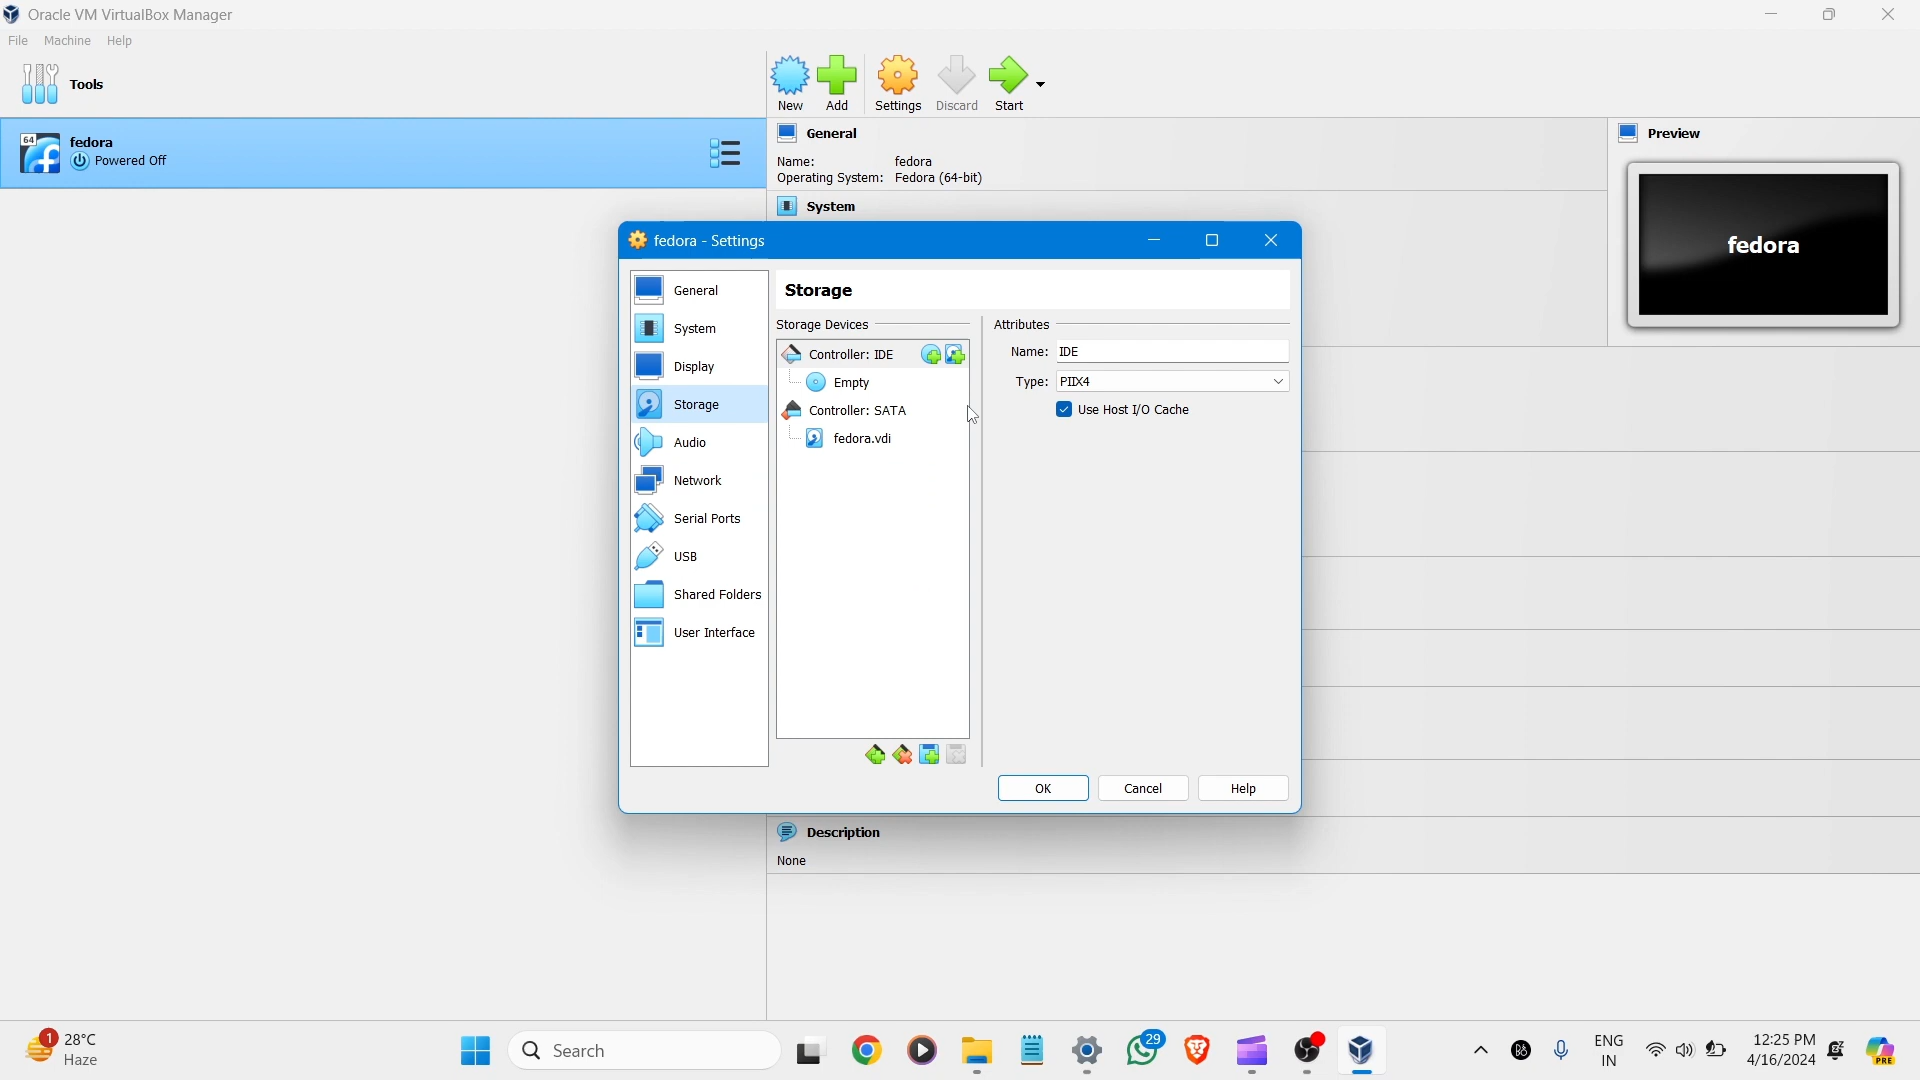 Oracle VM VirtualBox Manager
File Machine Help
Tools
New Add Settings Discard Start
64
fedora
Powered Off
General
Name: fedora
Operating System: Fedora (64-bit)
System
Preview
fedora
fedora - Settings
General
System
Display
Storage
Audio
Network
Serial Ports
USB
Shared Folders
User Interface
Storage
Storage Devices
Controller: IDE
Empty
Controller: SATA
fedora.vdi
Attributes
Name: IDE
Type: PIIX4
Use Host I/O Cache
OK Cancel Help
Description
None
1
28°C
Haze
Search
29
ENG
IN
12:25 PM
4/16/2024
PRE